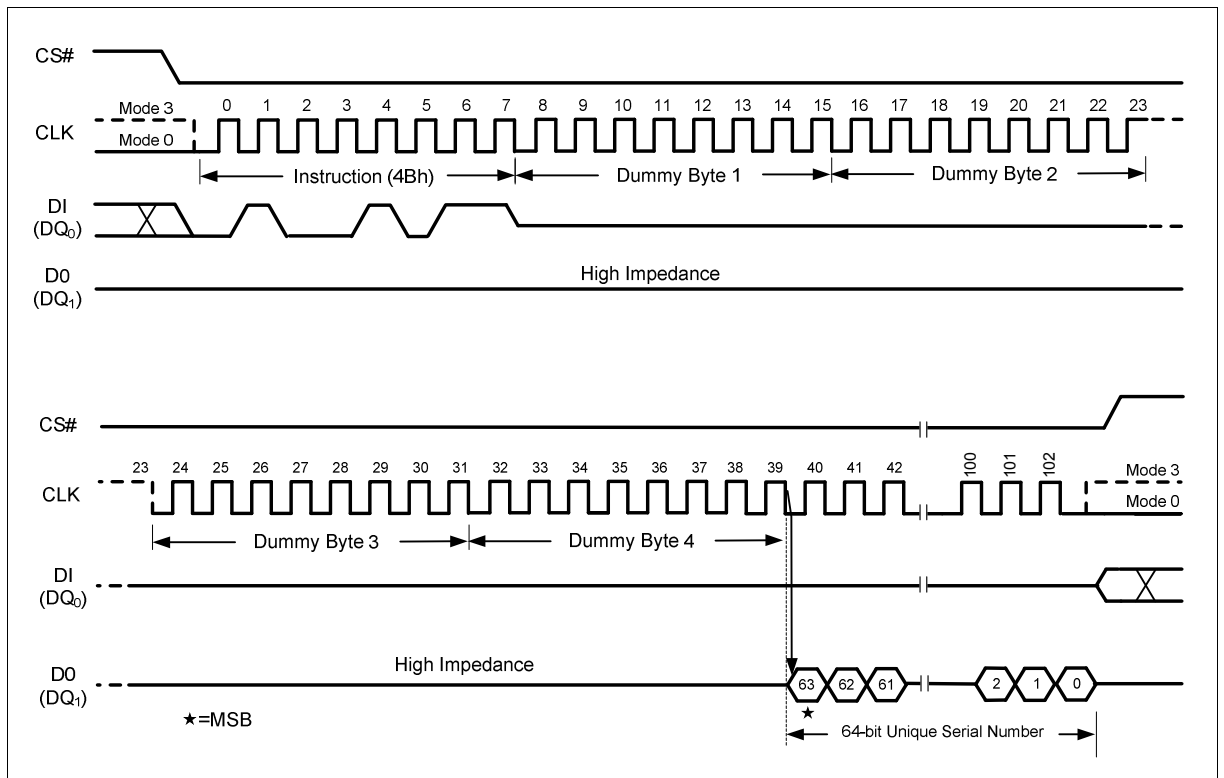 CS#
Mode 3
0 1 2 3 4 5 6 7 8 9 10 11 12 13 14 15 16 17 18 19 20 21 22 23
CLK
Mode 0
Instruction (4Bh)
Dummy Byte 1
Dummy Byte 2
DI
(DQ0)
D0
(DQ1)
High Impedance
CS#
23 24 25 26 27 28 29 30 31 32 33 34 35 36 37 38 39 40 41 42 100 101 102
Mode 3
CLK
Mode 0
Dummy Byte 3
Dummy Byte 4
DI
(DQ0)
High Impedance
D0
(DQ1)
63 62 61 2 1 0
★=MSB
★
64-bit Unique Serial Number